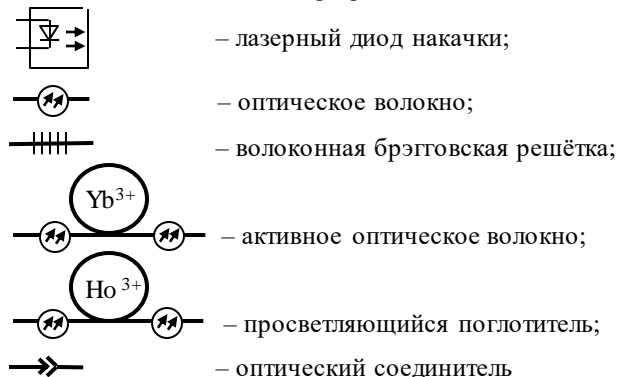 – лазерный диод накачки;
– оптическое волокно;
– волоконная брэгговская решётка;
Yb³⁺
– активное оптическое волокно;
Ho ³⁺
– просветляющийся поглотитель;
– оптический соединитель